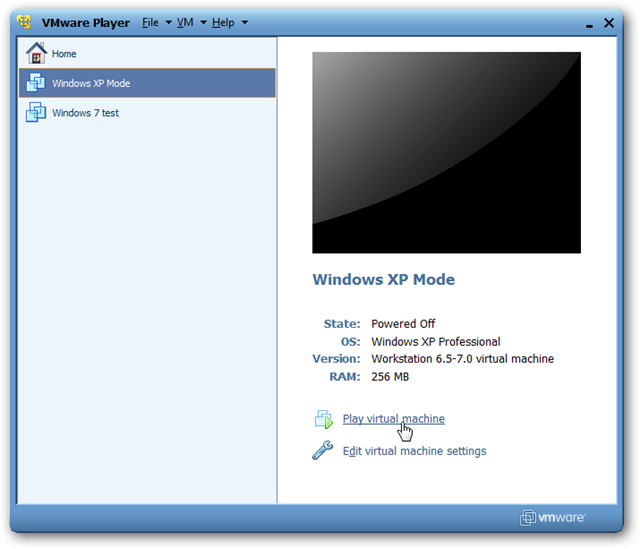 VMware Player File VM Help
Home
Windows XP Mode
Windows 7 test
Windows XP Mode
State: Powered Off
OS: Windows XP Professional
Version: Workstation 6.5-7.0 virtual machine
RAM: 256 MB
Play virtual machine
Edit virtual machine settings
vmware